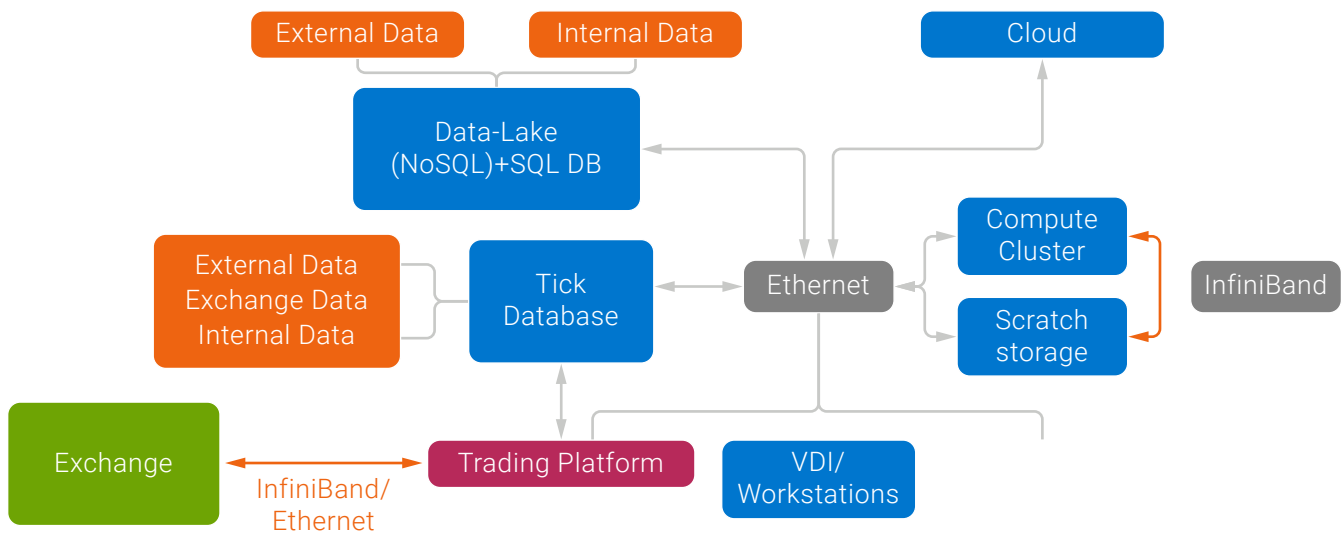 External Data
Internal Data
Cloud
Data-Lake
(NoSQL)+SQL DB
Compute
Cluster
External Data
Exchange Data
Internal Data
Tick
Database
Ethernet
InfiniBand
Scratch
storage
Exchange
InfiniBand/
Ethernet
Trading Platform
VDI/
Workstations